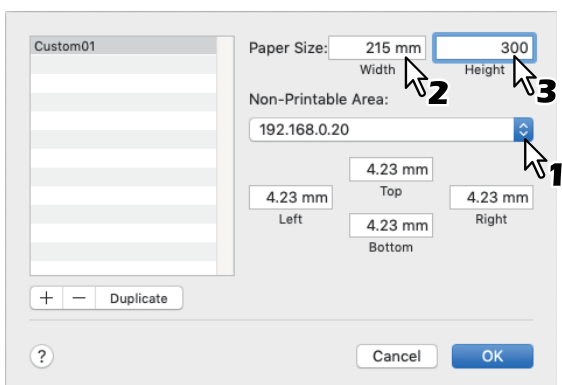 Custom01
Paper Size: 215 mm 300
Width Height
2 3
Non-Printable Area:
192.168.0.20
1
4.23 mm
Top
4.23 mm 4.23 mm
Left Right
4.23 mm
Bottom
+ − Duplicate
? Cancel OK